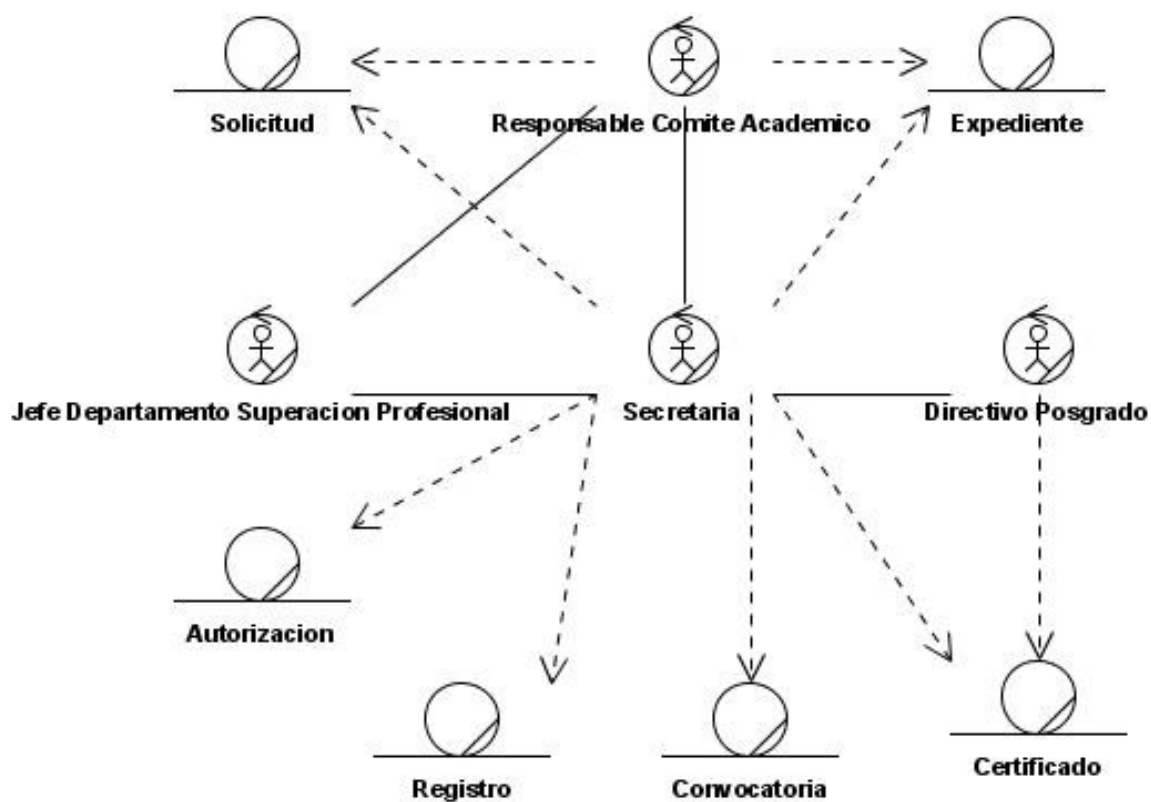 Solicitud
Responsable Comite Academico
Expediente
Jefe Departamento Superacion Profesional
Secretaria
Directivo Posgrado
Autorizacion
Registro
Convocatoria
Certificado